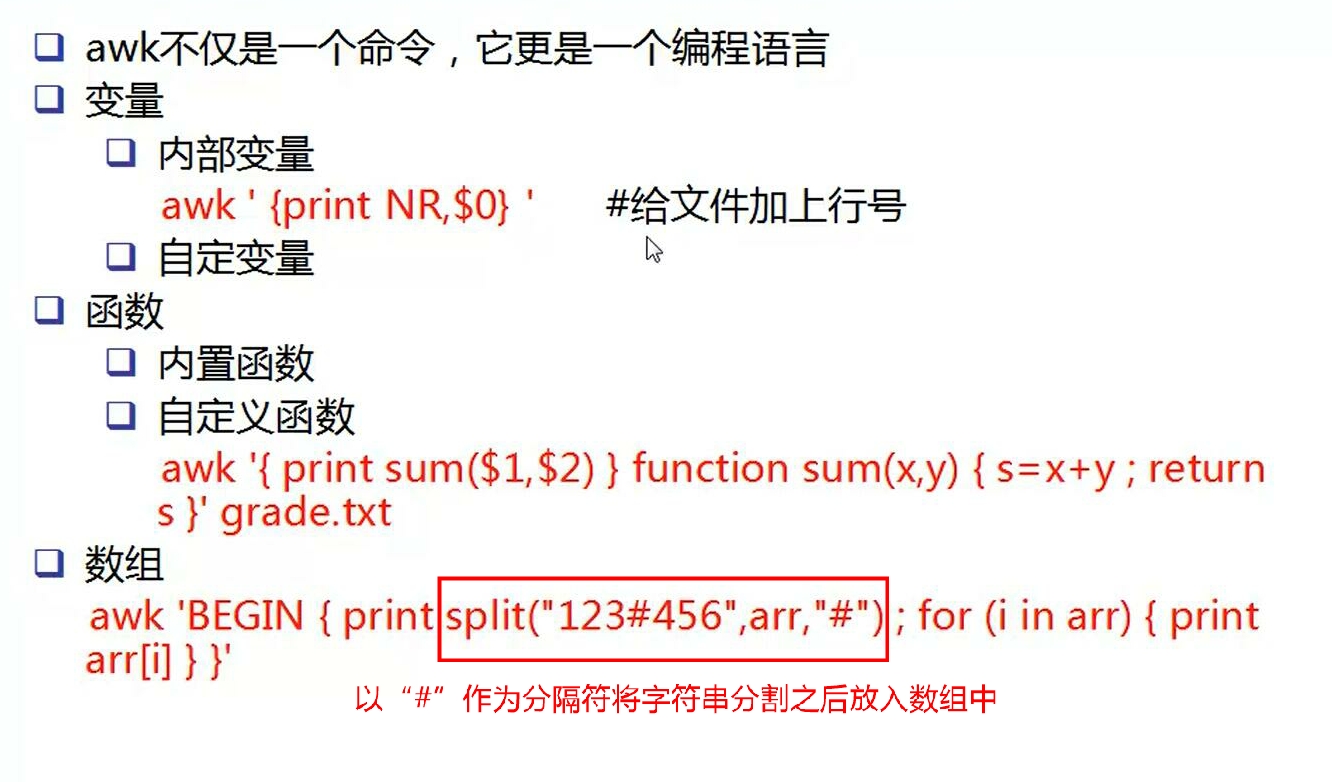 awk不仅是一个命令，它更是一个编程语言
变量
内部变量
awk ' {print NR,$0} ' #给文件加上行号
自定变量
函数
内置函数
自定义函数
awk '{ print sum($1,$2) } function sum(x,y) { s=x+y ; return
s }' grade.txt
数组
awk 'BEGIN { print split("123#456",arr,"#") ; for (i in arr) { print
arr[i] } }'
以“#”作为分隔符将字符串分割之后放入数组中